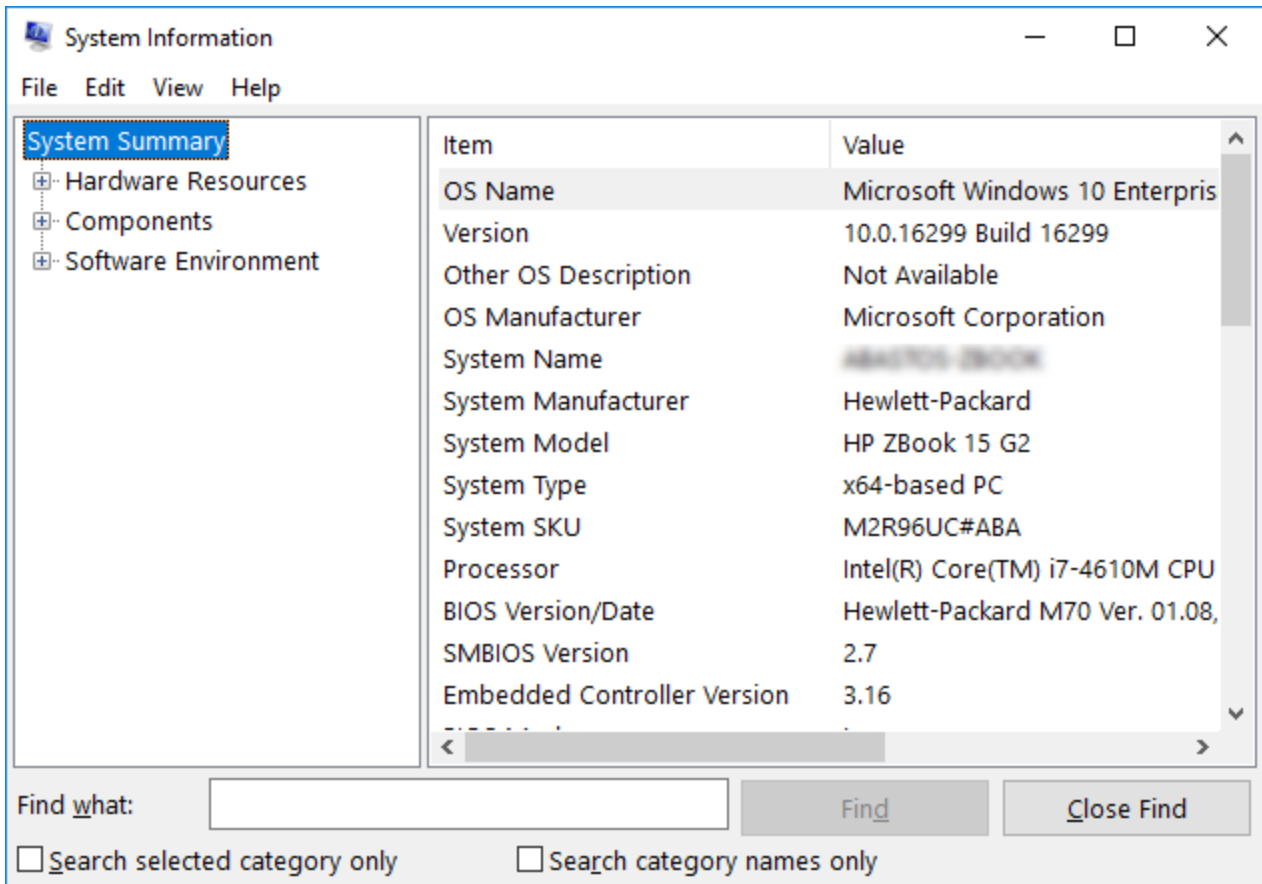 System Information
File Edit View Help
System Summary
Hardware Resources
Components
Software Environment
Item Value
OS Name Microsoft Windows 10 Enterpris
Version 10.0.16299 Build 16299
Other OS Description Not Available
OS Manufacturer Microsoft Corporation
System Name
System Manufacturer Hewlett-Packard
System Model HP ZBook 15 G2
System Type x64-based PC
System SKU M2R96UC#ABA
Processor Intel(R) Core(TM) i7-4610M CPU
BIOS Version/Date Hewlett-Packard M70 Ver. 01.08,
SMBIOS Version 2.7
Embedded Controller Version 3.16
Find what: Find Close Find
Search selected category only Search category names only